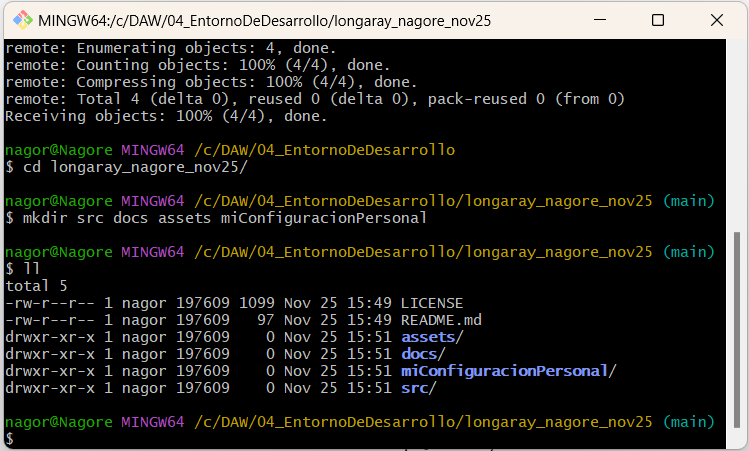 MINGW64:/c/DAW/04_EntornoDeDesarrollo/longaray_nagore_nov25
remote: Enumerating objects: 4, done.
remote: Counting objects: 100% (4/4), done.
remote: Compressing objects: 100% (4/4), done.
remote: Total 4 (delta 0), reused 0 (delta 0), pack-reused 0 (from 0)
Receiving objects: 100% (4/4), done.
nagor@Nagore MINGW64 /c/DAW/04_EntornoDeDesarrollo
$ cd longaray_nagore_nov25/
nagor@Nagore MINGW64 /c/DAW/04_EntornoDeDesarrollo/longaray_nagore_nov25 (main)
$ mkdir src docs assets miConfiguracionPersonal
nagor@Nagore MINGW64 /c/DAW/04_EntornoDeDesarrollo/longaray_nagore_nov25 (main)
$ ll
total 5
-rw-r--r-- 1 nagor 197609 1099 Nov 25 15:49 LICENSE
-rw-r--r-- 1 nagor 197609   97 Nov 25 15:49 README.md
drwxr-xr-x 1 nagor 197609    0 Nov 25 15:51 assets/
drwxr-xr-x 1 nagor 197609    0 Nov 25 15:51 docs/
drwxr-xr-x 1 nagor 197609    0 Nov 25 15:51 miConfiguracionPersonal/
drwxr-xr-x 1 nagor 197609    0 Nov 25 15:51 src/
nagor@Nagore MINGW64 /c/DAW/04_EntornoDeDesarrollo/longaray_nagore_nov25 (main)
$